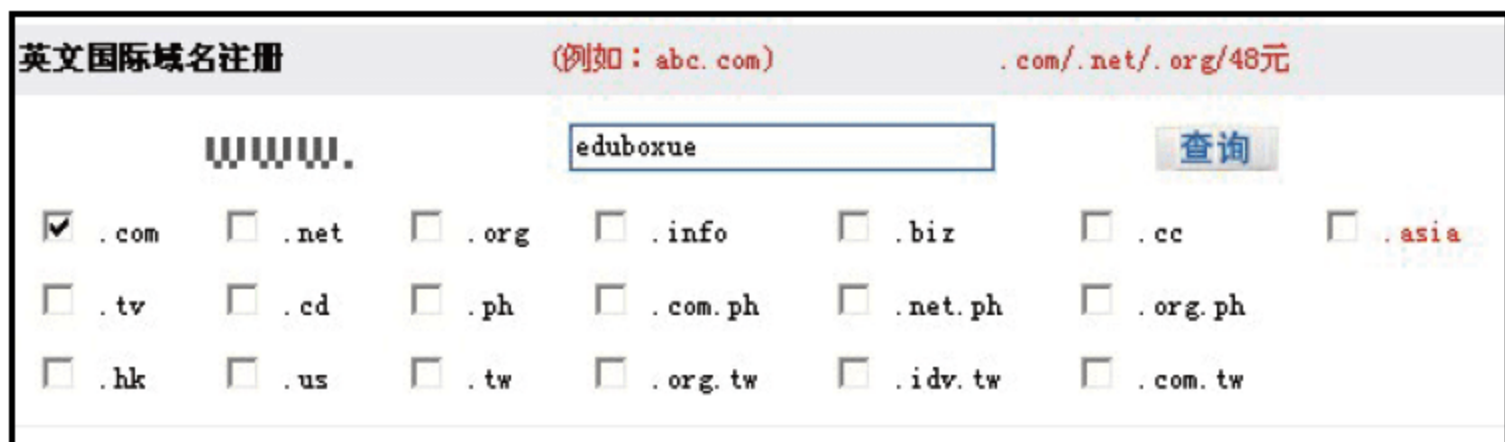 英文国际域名注册 (例如：abc.com) .com/.net/.org/48元
www. eduboxue 查询
.com .net .org .info .biz .cc .asia
.tv .cd .ph .com.ph .net.ph .org.ph
.hk .us .tw .org.tw .idv.tw .com.tw